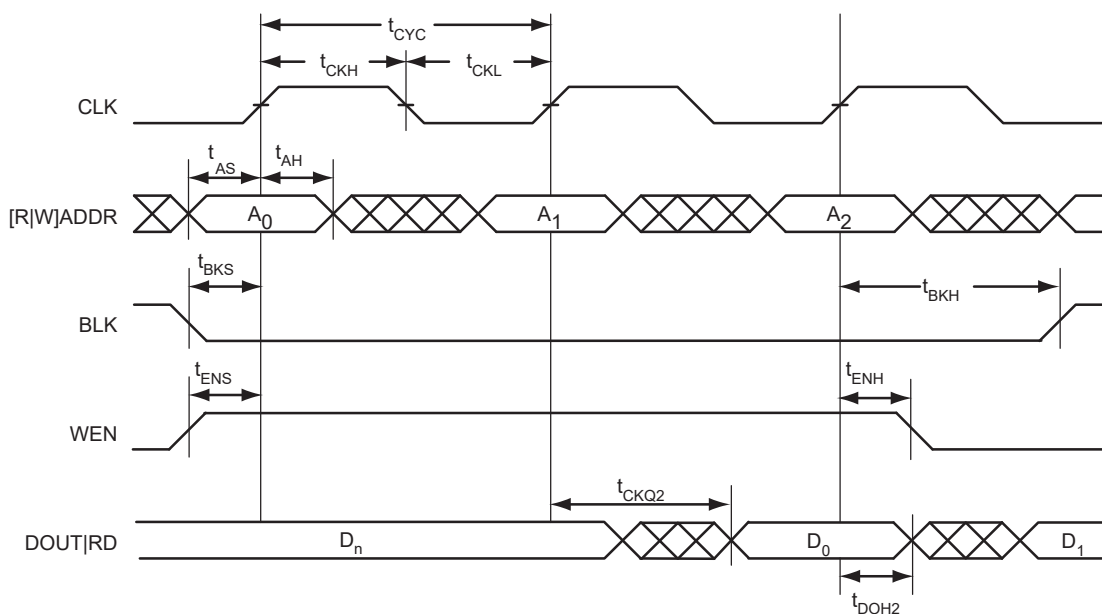 tCYC
tCKH tCKL
CLK
tAS tAH
[R|W]ADDR A0 A1 A2
tBKS tBKH
BLK
tENS tENH
WEN
tCKQ2
DOUT|RD Dn D0 D1
tDOH2